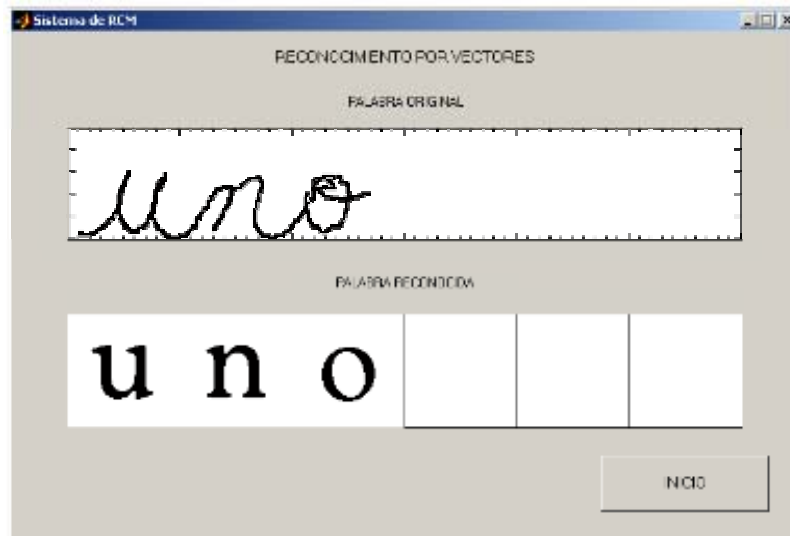 Sistema de RCM
RECONOCIMIENTO POR VECTORES
PALABRA ORIGINAL
uno
PALABRA RECONOCIDA
u n o
INICIO